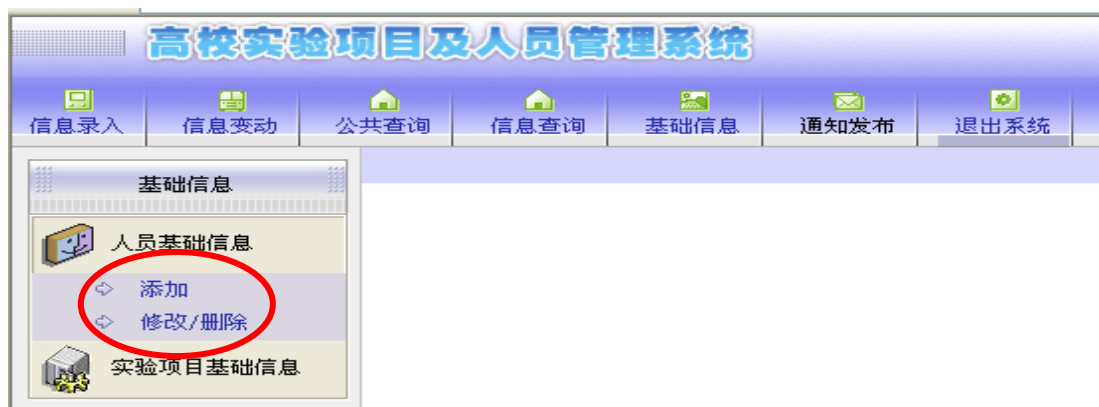 高校实验项目及人员管理系统
信息录入 信息变动 公共查询 信息查询 基础信息 通知发布 退出系统
基础信息
人员基础信息
添加
修改/删除
实验项目基础信息